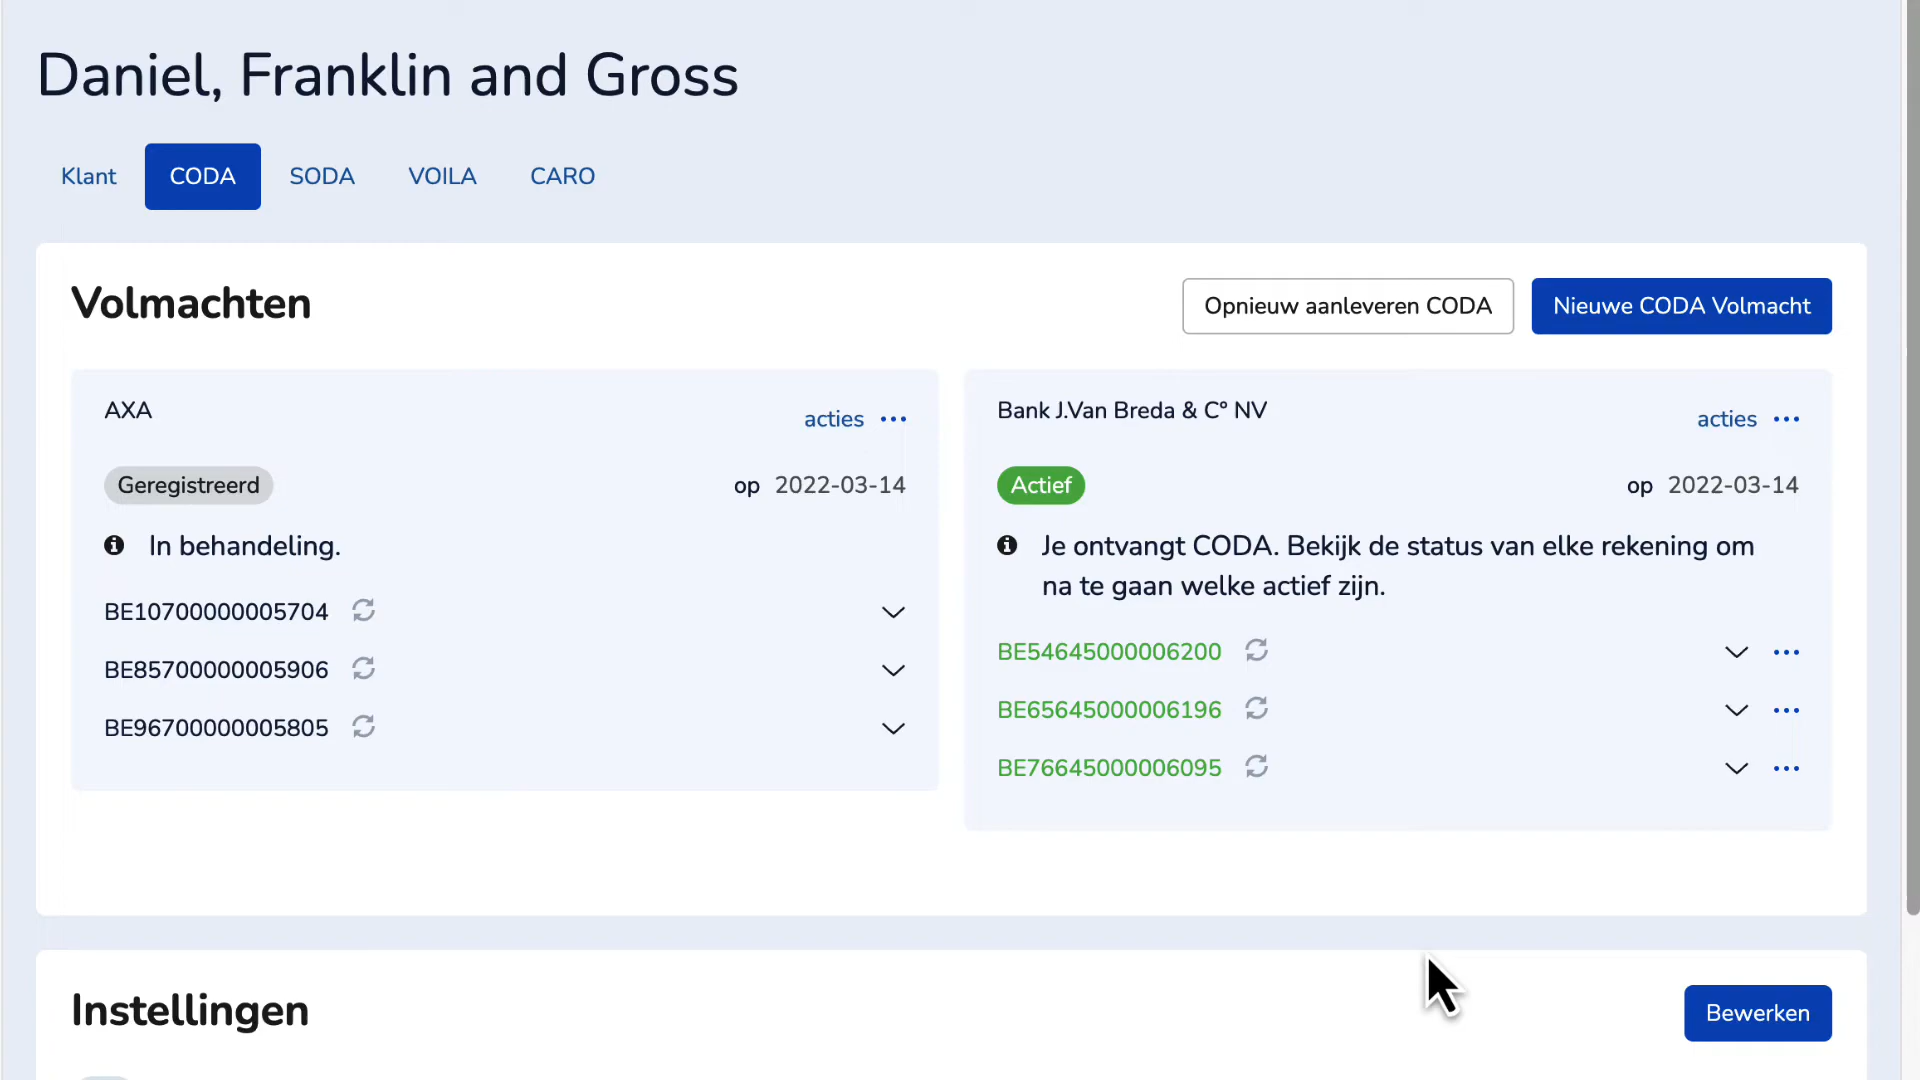 Daniel, Franklin and Gross
Klant CODA SODA VOILA CARO
Volmachten
Opnieuw aanleveren CODA Nieuwe CODA Volmacht
AXA
acties
Geregistreerd
op 2022-03-14
In behandeling.
BE10700000005704
BE85700000005906
BE96700000005805
Bank J.Van Breda & C° NV
acties
Actief
op 2022-03-14
Je ontvangt CODA. Bekijk de status van elke rekening om
na te gaan welke actief zijn.
BE54645000006200
BE65645000006196
BE76645000006095
Instellingen
Bewerken